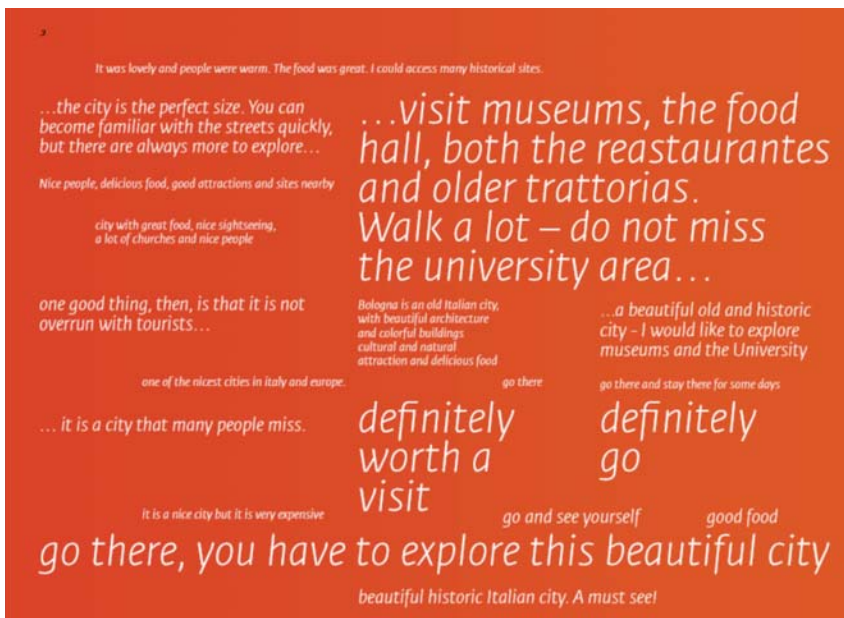 It was lovely and people were warm. The food was great. I could access many historical sites.
…the city is the perfect size. You can
become familiar with the streets quickly,
but there are always more to explore…
…visit museums, the food
hall, both the reastaurantes
and older trattorias.
Walk a lot – do not miss
the university area…
Nice people, delicious food, good attractions and sites nearby
city with great food, nice sightseeing,
a lot of churches and nice people
one good thing, then, is that it is not
overrun with tourists…
Bologna is an old Italian city,
with beautiful architecture
and colorful buildings
cultural and natural
attraction and delicious food
…a beautiful old and historic
city - I would like to explore
museums and the University
one of the nicest cities in italy and europe.
go there
go there and stay there for some days
… it is a city that many people miss.
definitely
worth a
visit
definitely
go
it is a nice city but it is very expensive
go and see yourself
good food
go there, you have to explore this beautiful city
beautiful historic Italian city. A must see!